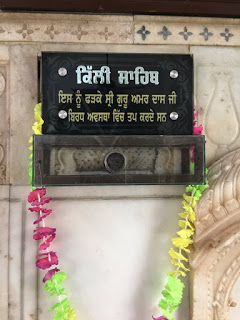 ਕਿੱਲੀ ਸਾਹਿਬ
ਇਸ ਨੂੰ ਫੜਕੇ ਸ੍ਰੀ ਗੁਰੂ ਅਮਰ ਦਾਸ ਜੀ
ਬਿਰਧ ਅਵਸਥਾ ਵਿੱਚ ਤਪ ਕਰਦੇ ਸਨ